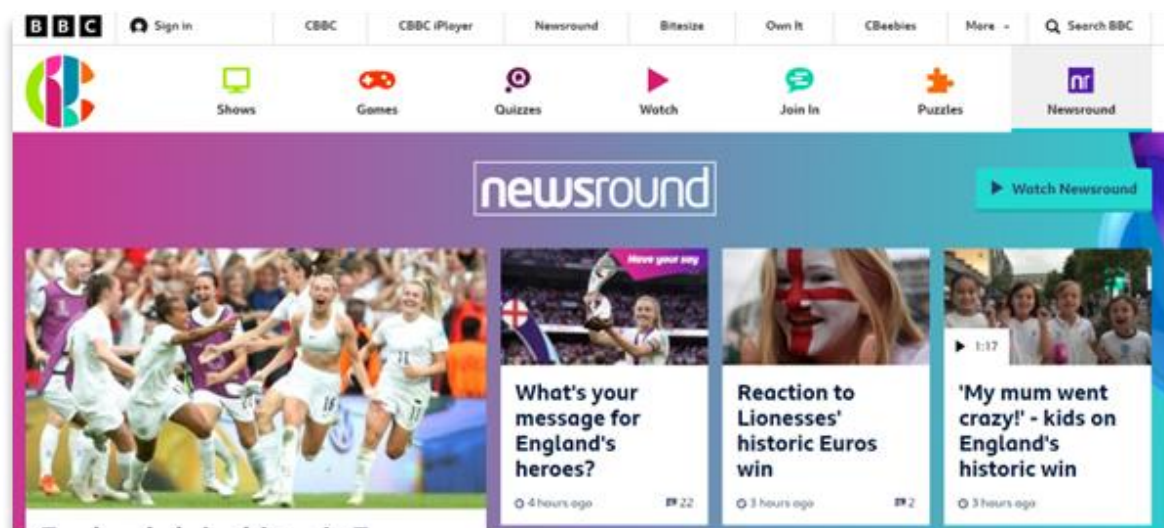 BBC Sign in CBBC CBBC iPlayer Newsround Bitesize Own It CBeebies More Search BBC
Shows Games Quizzes Watch Join In Puzzles nr Newsround
newsround
Watch Newsround
Have your say
1:17
What's your
message for
England's
heroes?
4 hours ago 22
Reaction to
Lionesses'
historic Euros
win
3 hours ago 2
'My mum went
crazy!' - kids on
England's
historic win
3 hours ago